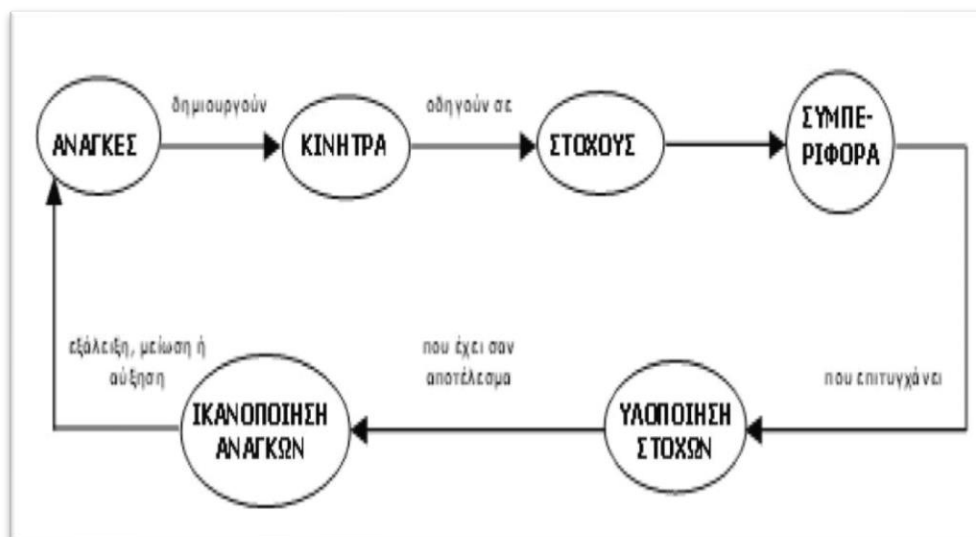 δημιουργούν
οδηγούν σε
ΑΝΑΓΚΕΣ
ΚΙΝΗΤΡΑ
ΣΤΟΧΟΥΣ
ΣΥΜΠΕ-
ΡΙΦΟΡΑ
εξάλειξη, μείωση ή
αύξηση
που έχει σαν
αποτέλεσμα
που επιτυγχάνει
ΙΚΑΝΟΠΟΙΗΣΗ
ΑΝΑΓΚΩΝ
ΥΛΟΠΟΙΗΣΗ
ΣΤΟΧΩΝ